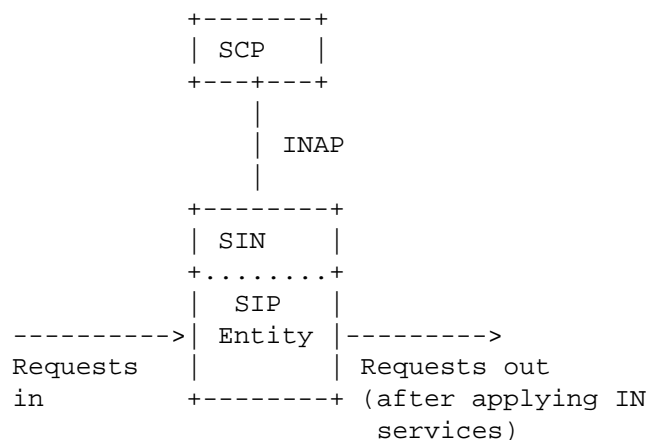 SCP
INAP
SIN
SIP
Entity
Requests
in
Requests out
(after applying IN
services)